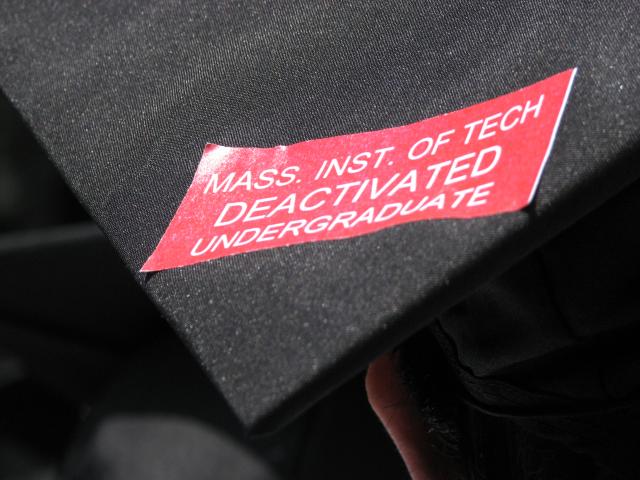 MASS. INST. OF TECH
DEACTIVATED
UNDERGRADUATE